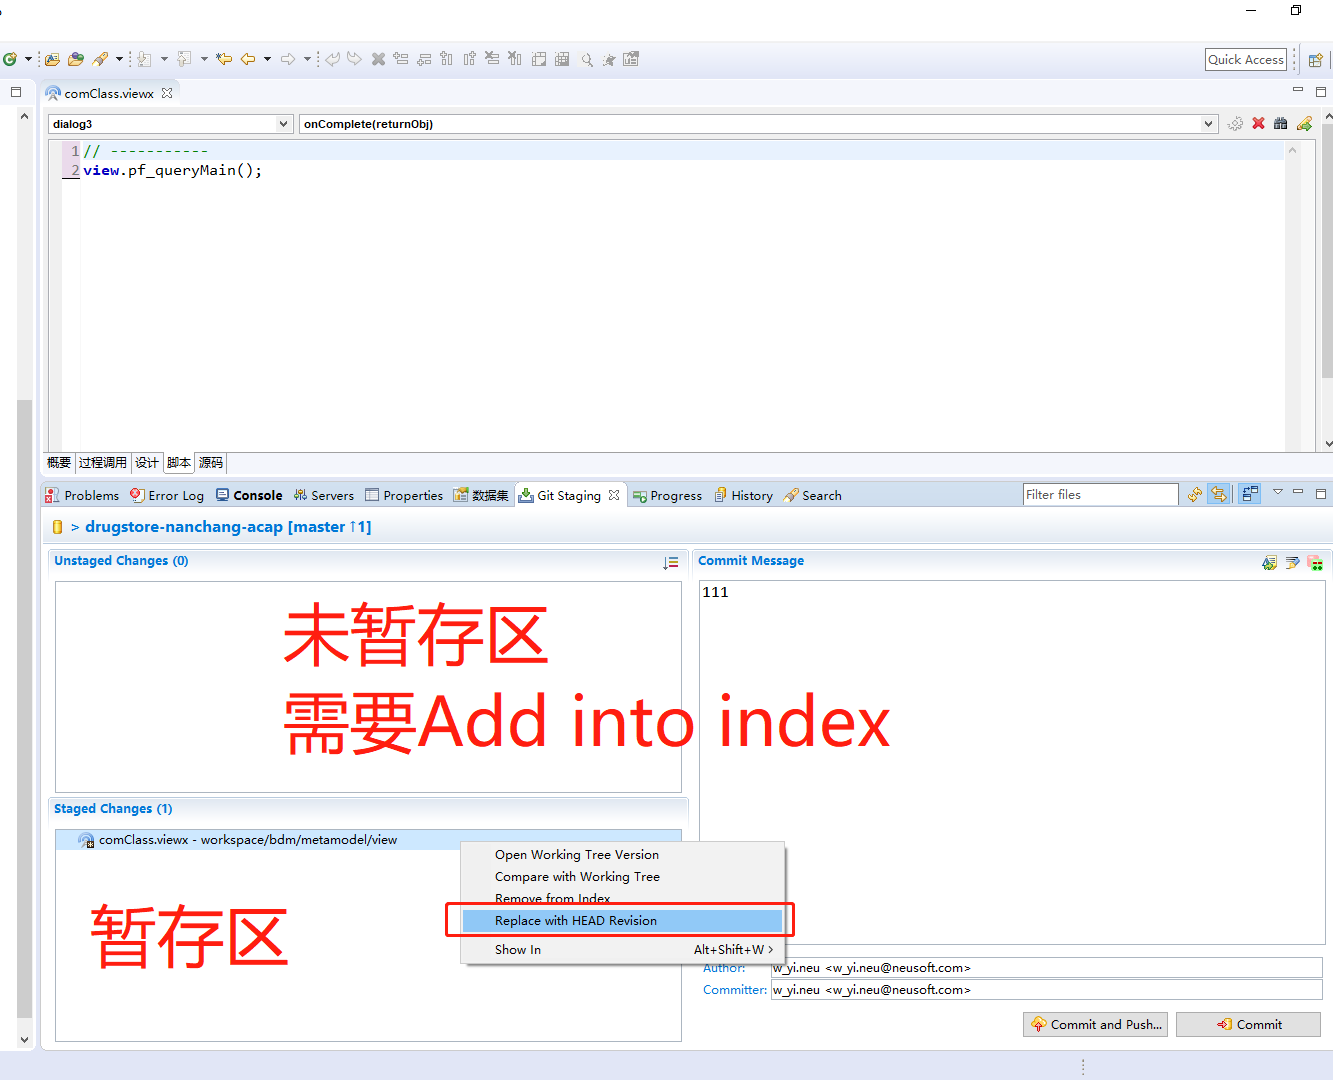 Quick Access
comClass.viewx
dialog3
onComplete(returnObj)
1 // -----------
2 view.pf_queryMain();
概要 过程调用 设计 脚本 源码
Problems Error Log Console Servers Properties 数据集 Git Staging Progress History Search
Filter files
> drugstore-nanchang-acap [master ↑1]
Unstaged Changes (0)
未暂存区
需要Add into index
Staged Changes (1)
comClass.viewx - workspace/bdm/metamodel/view
暂存区
Open Working Tree Version
Compare with Working Tree
Remove from Index
Replace with HEAD Revision
Show In Alt+Shift+W >
Commit Message
111
Author: w_yi.neu <w_yi.neu@neusoft.com>
Committer: w_yi.neu <w_yi.neu@neusoft.com>
Commit and Push...
Commit